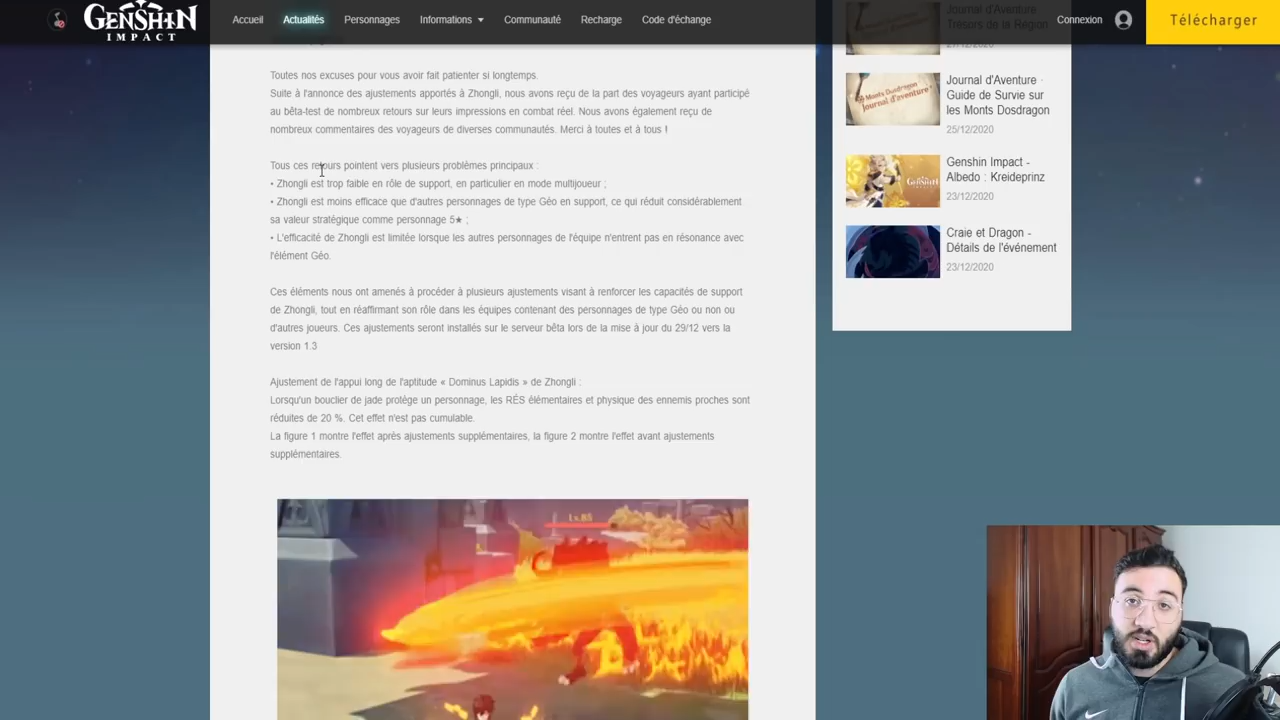 GENSHIN
IMPACT
Accueil
Actualités
Personnages
Informations
Communauté
Recharge
Code d'échange
Connexion
Télécharger
Toutes nos excuses pour vous avoir fait patienter si longtemps.
Suite à l'annonce des ajustements apportés à Zhongli, nous avons reçu de la part des voyageurs ayant participé
au bêta-test de nombreux retours sur leurs impressions en combat réel. Nous avons également reçu de
nombreux commentaires des voyageurs de diverses communautés. Merci à toutes et à tous !
Tous ces retours pointent vers plusieurs problèmes principaux :
• Zhongli est trop faible en rôle de support, en particulier en mode multijoueur ;
• Zhongli est moins efficace que d'autres personnages de type Géo en support, ce qui réduit considérablement
sa valeur stratégique comme personnage 5★ ;
• L'efficacité de Zhongli est limitée lorsque les autres personnages de l'équipe n'entrent pas en résonance avec
l'élément Géo.
Ces éléments nous ont amenés à procéder à plusieurs ajustements visant à renforcer les capacités de support
de Zhongli, tout en réaffirmant son rôle dans les équipes contenant des personnages de type Géo ou non ou
d'autres joueurs. Ces ajustements seront installés sur le serveur bêta lors de la mise à jour du 29/12 vers la
version 1.3
Ajustement de l'appui long de l'aptitude « Dominus Lapidis » de Zhongli :
Lorsqu'un bouclier de jade protège un personnage, les RÉS élémentaires et physique des ennemis proches sont
réduites de 20 %. Cet effet n'est pas cumulable.
La figure 1 montre l'effet après ajustements supplémentaires, la figure 2 montre l'effet avant ajustements
supplémentaires.
Lv.85
Journal d'Aventure
Trésors de la Région
27/12/2020
Monts Dosdragon
Journal d'aventure
Journal d'Aventure ·
Guide de Survie sur
les Monts Dosdragon
25/12/2020
GENSHIN
Genshin Impact -
Albedo : Kreideprinz
23/12/2020
Craie et Dragon -
Détails de l'événement
23/12/2020